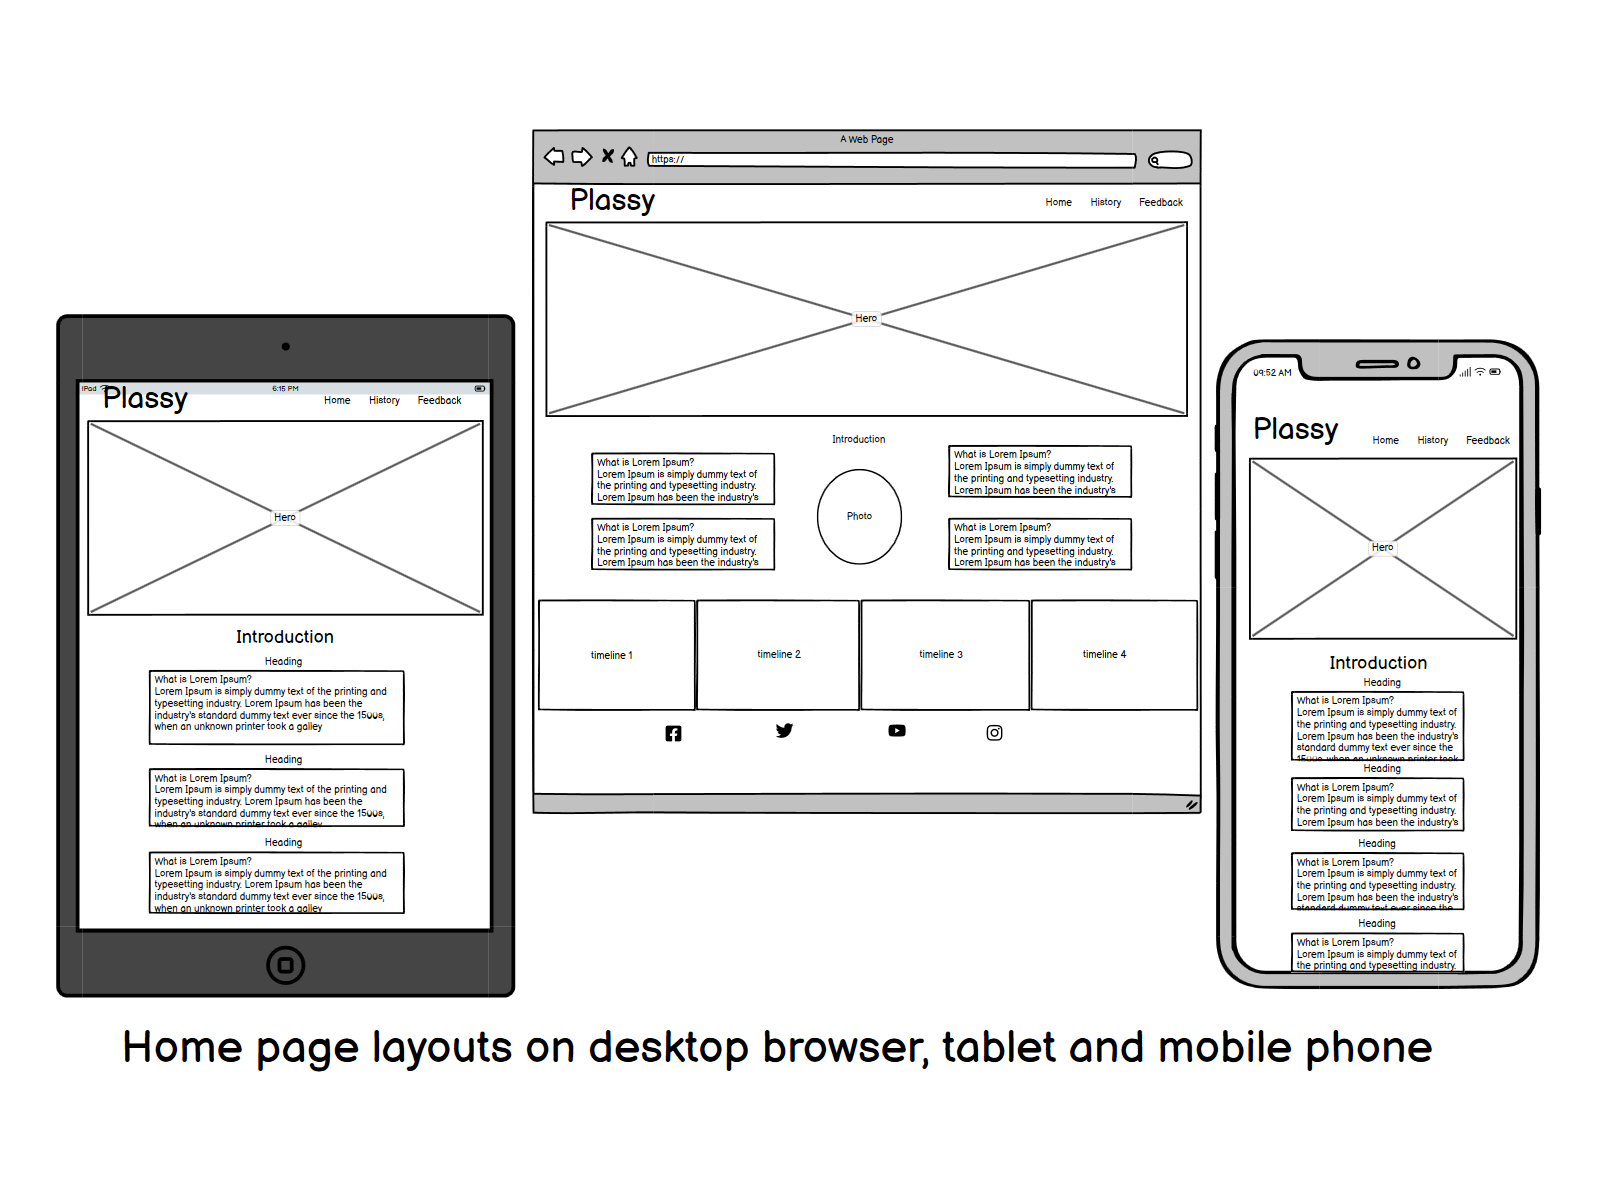 A Web Page
https://
Plassy
Home History Feedback
Hero
Introduction
What is Lorem Ipsum?
Lorem Ipsum is simply dummy text of
the printing and typesetting industry.
Lorem Ipsum has been the industry's
What is Lorem Ipsum?
Lorem Ipsum is simply dummy text of
the printing and typesetting industry.
Lorem Ipsum has been the industry's
Photo
What is Lorem Ipsum?
Lorem Ipsum is simply dummy text of
the printing and typesetting industry.
Lorem Ipsum has been the industry's
What is Lorem Ipsum?
Lorem Ipsum is simply dummy text of
the printing and typesetting industry.
Lorem Ipsum has been the industry's
timeline 1
timeline 2
timeline 3
timeline 4
iPod
6:15 PM
Plassy
Home History Feedback
Hero
Introduction
Heading
What is Lorem Ipsum?
Lorem Ipsum is simply dummy text of the printing and
typesetting industry. Lorem Ipsum has been the
industry's standard dummy text ever since the 1500s,
when an unknown printer took a galley
Heading
What is Lorem Ipsum?
Lorem Ipsum is simply dummy text of the printing and
typesetting industry. Lorem Ipsum has been the
industry's standard dummy text ever since the 1500s,
when an unknown printer took a galley
Heading
What is Lorem Ipsum?
Lorem Ipsum is simply dummy text of the printing and
typesetting industry. Lorem Ipsum has been the
industry's standard dummy text ever since the 1500s,
when an unknown printer took a galley
09:52 AM
Plassy
Home History Feedback
Hero
Introduction
Heading
What is Lorem Ipsum?
Lorem Ipsum is simply dummy text of
the printing and typesetting industry.
Lorem Ipsum has been the industry's
standard dummy text ever since the
1500s, when an unknown printer took
Heading
What is Lorem Ipsum?
Lorem Ipsum is simply dummy text of
the printing and typesetting industry.
Lorem Ipsum has been the industry's
Heading
What is Lorem Ipsum?
Lorem Ipsum is simply dummy text of
the printing and typesetting industry.
Lorem Ipsum has been the industry's
standard dummy text ever since the
Heading
What is Lorem Ipsum?
Lorem Ipsum is simply dummy text of
the printing and typesetting industry.
Home page layouts on desktop browser, tablet and mobile phone